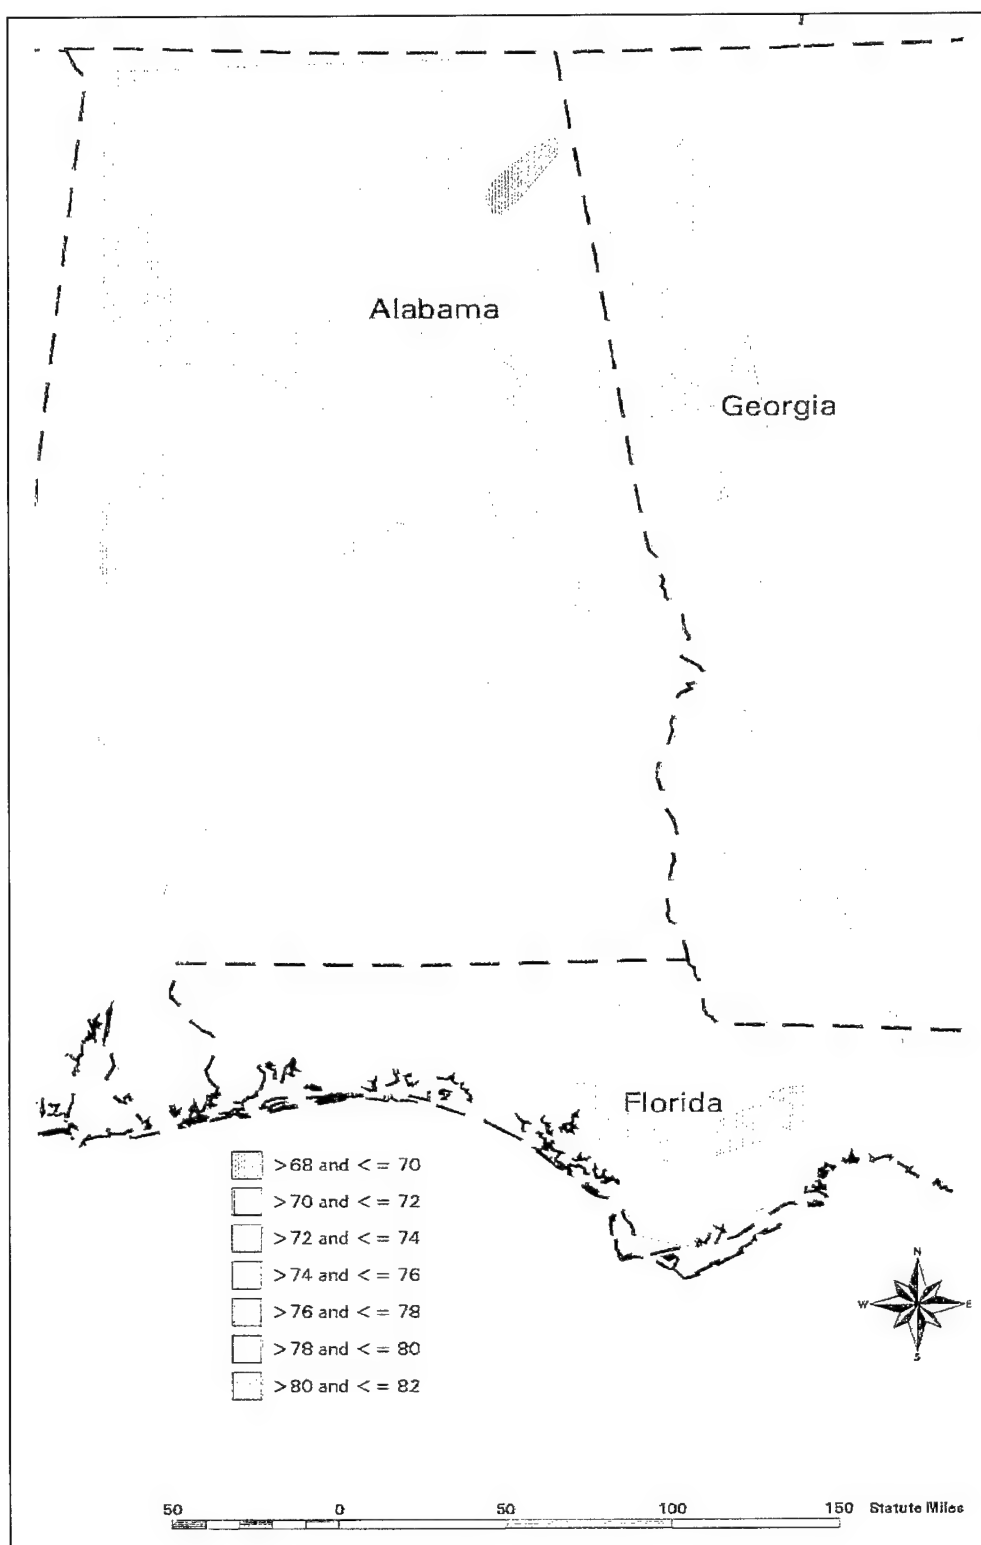 Alabama
Georgia
Florida
>68 and <= 70
>70 and <= 72
>72 and <= 74
>74 and <= 76
>76 and <= 78
>78 and <= 80
>80 and <= 82
N
W E
S
50 0 50 100 150 Statute Miles